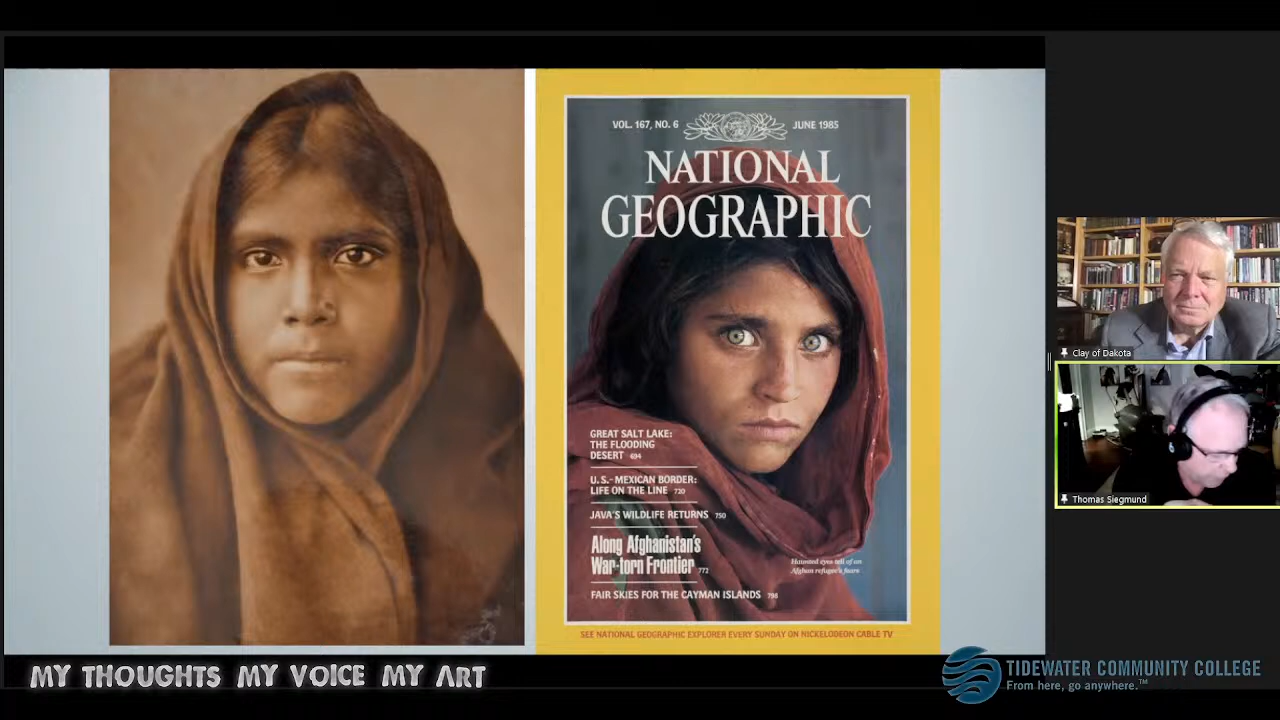 VOL. 167, NO. 6
JUNE 1985
NATIONAL
GEOGRAPHIC
GREAT SALT LAKE:
THE FLOODING
DESERT 694
U.S.-MEXICAN BORDER:
LIFE ON THE LINE 720
JAVA'S WILDLIFE RETURNS 750
Along Afghanistan's
War-torn Frontier 772
Haunted eyes tell of an
Afghan refugee's fears
FAIR SKIES FOR THE CAYMAN ISLANDS 798
SEE NATIONAL GEOGRAPHIC EXPLORER EVERY SUNDAY ON NICKELODEON CABLE TV
Clay of Dakota
Thomas Siegmund
MY THOUGHTS MY VOICE MY ART
TIDEWATER COMMUNITY COLLEGE
From here, go anywhere.™